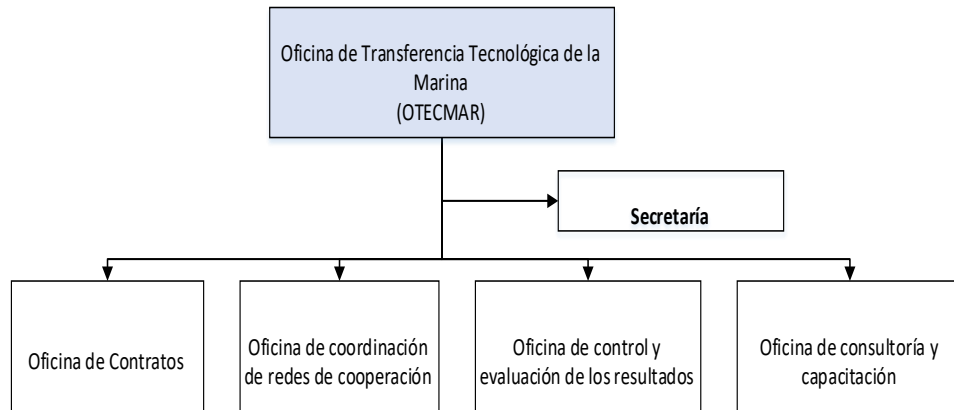 Oficina de Transferencia Tecnológica de la
Marina
(OTECMAR)
Secretaría
Oficina de Contratos
Oficina de coordinación
de redes de cooperación
Oficina de control y
evaluación de los resultados
Oficina de consultoría y
capacitación